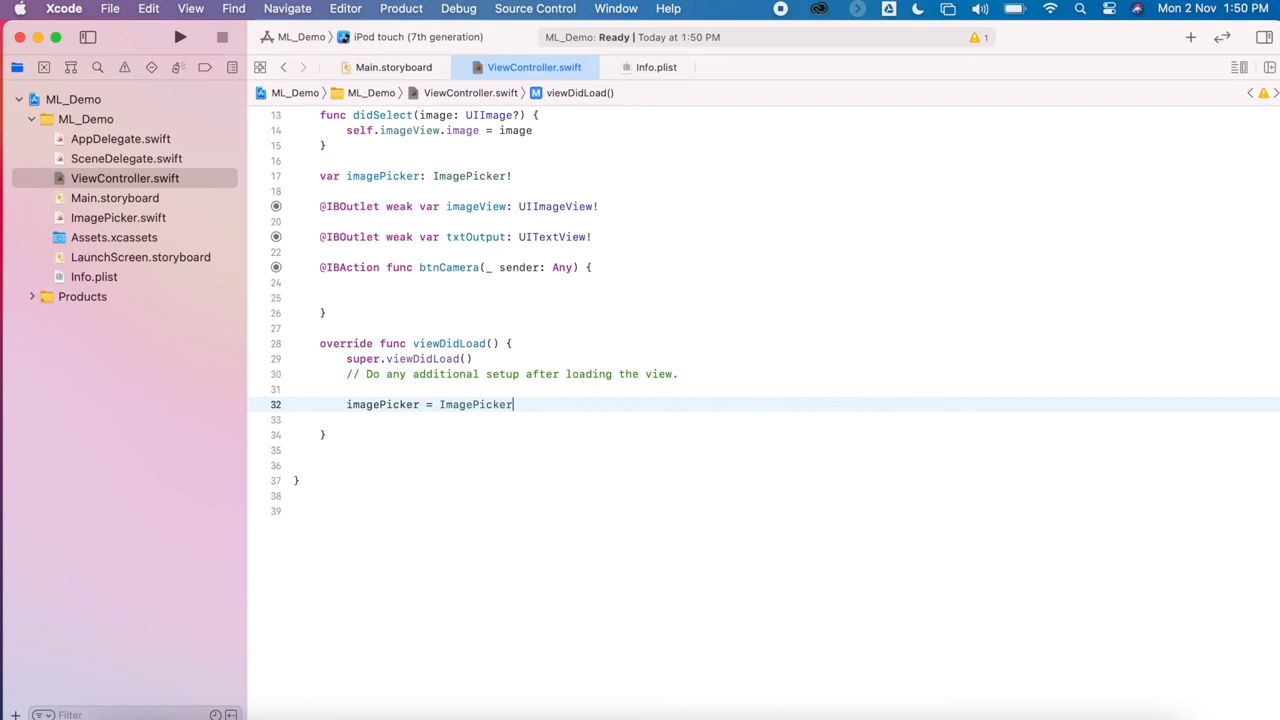 Xcode File Edit View Find Navigate Editor Product Debug Source Control Window Help Mon 2 Nov 1:50 PM
ML_Demo iPod touch (7th generation) ML_Demo: Ready | Today at 1:50 PM 1
Main.storyboard ViewController.swift Info.plist
ML_Demo ML_Demo ViewController.swift M viewDidLoad()
ML_Demo
ML_Demo
AppDelegate.swift
SceneDelegate.swift
ViewController.swift
Main.storyboard
ImagePicker.swift
Assets.xcassets
LaunchScreen.storyboard
Info.plist
Products
Filter
13 func didSelect(image: UIImage?) {
14 self.imageView.image = image
15 }
16
17 var imagePicker: ImagePicker!
18
@IBOutlet weak var imageView: UIImageView!
20
@IBOutlet weak var txtOutput: UITextView!
22
@IBAction func btnCamera(_ sender: Any) {
24
25
26 }
27
28 override func viewDidLoad() {
29 super.viewDidLoad()
30 // Do any additional setup after loading the view.
31
32 imagePicker = ImagePicker
33
34 }
35
36
37 }
38
39